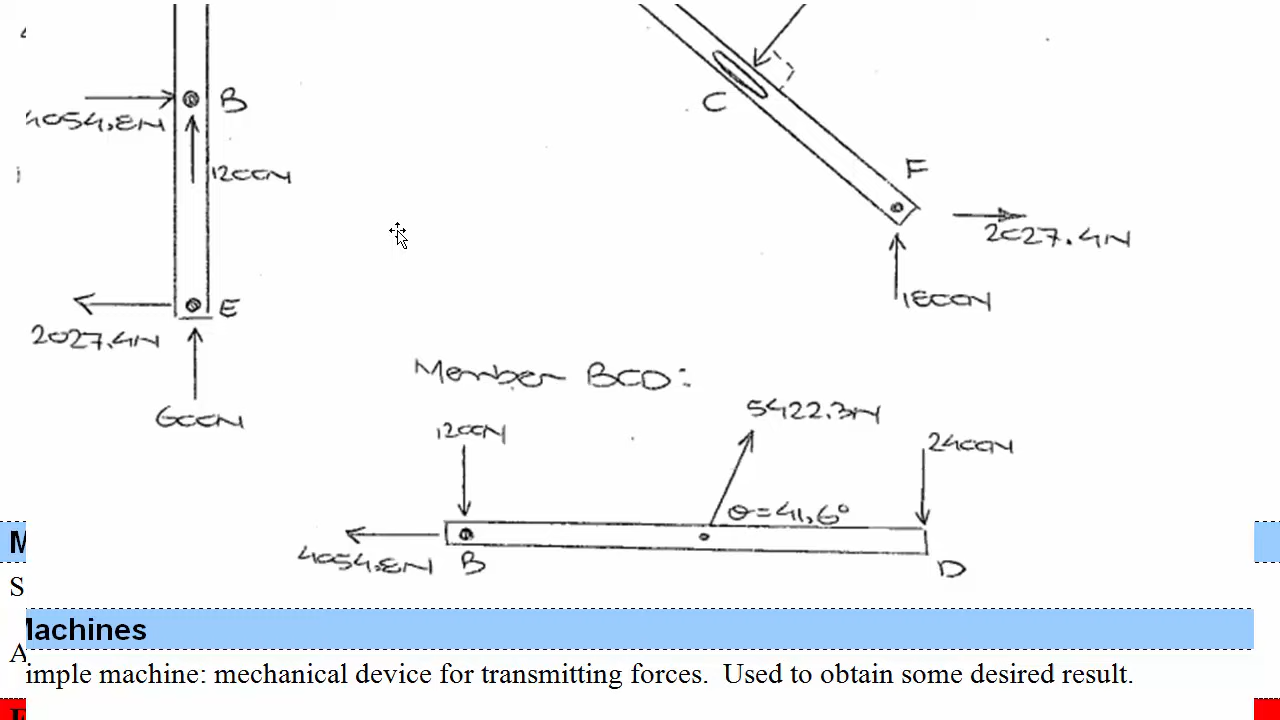 C
B
4054.8N
F
1200N
2027.4N
1800N
E
2027.4N
Member BCD:
600N
5422.3N
1200N
2400N
θ=41,6°
4054.8N
B
D
M
S
Machines
A
imple machine: mechanical device for transmitting forces. Used to obtain some desired result.